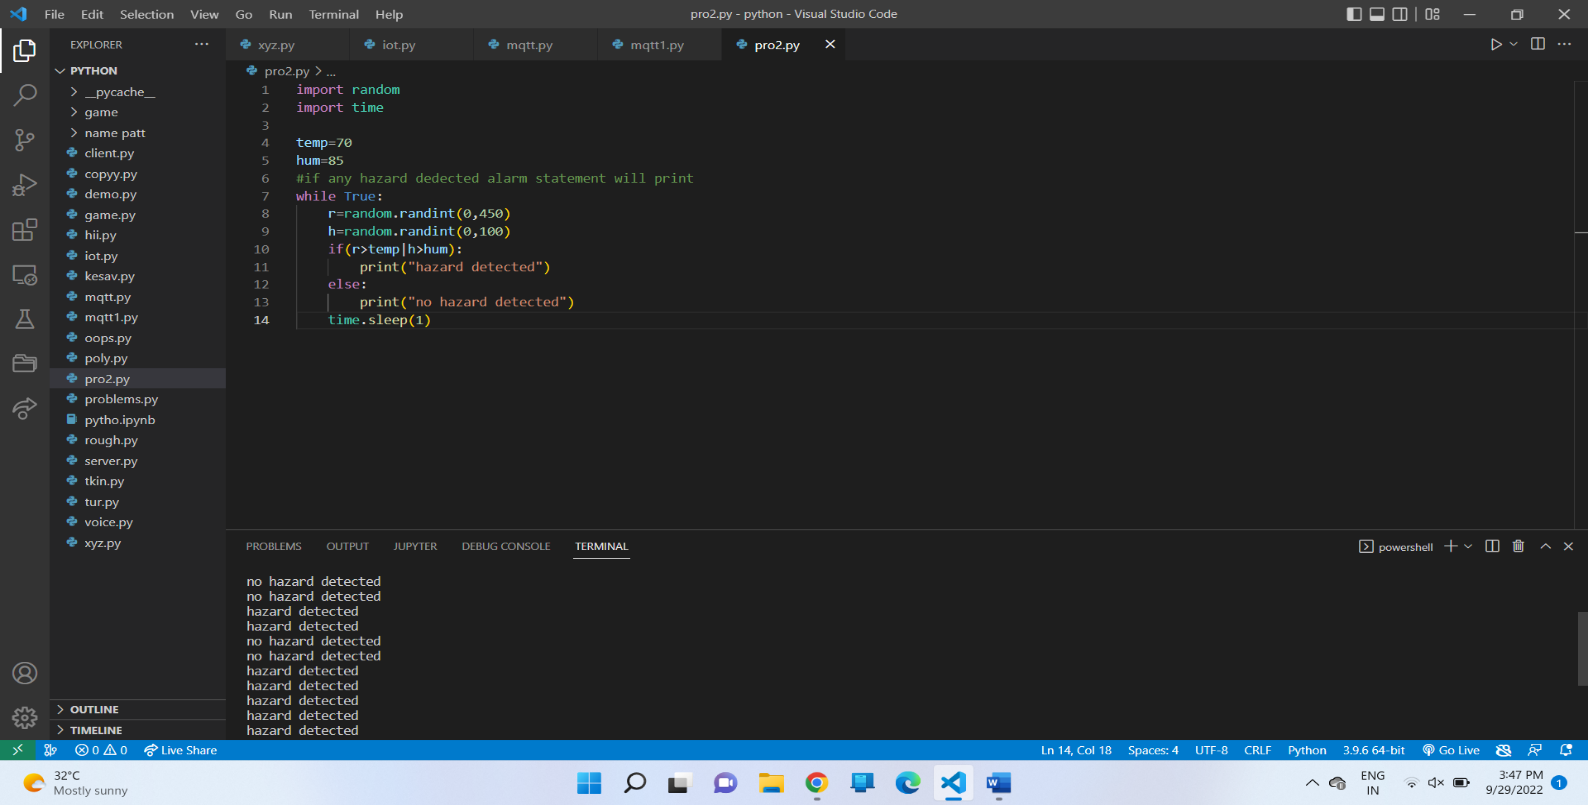 File Edit Selection View Go Run Terminal Help
pro2.py - python - Visual Studio Code
EXPLORER
PYTHON
__pycache__
game
name patt
client.py
copyy.py
demo.py
game.py
hii.py
iot.py
kesav.py
mqtt.py
mqtt1.py
oops.py
poly.py
pro2.py
problems.py
pytho.ipynb
rough.py
server.py
tkin.py
tur.py
voice.py
xyz.py
OUTLINE
TIMELINE
xyz.py iot.py mqtt.py mqtt1.py pro2.py
pro2.py > ...
1 import random
2 import time
3
4 temp=70
5 hum=85
6 #if any hazard dedected alarm statement will print
7 while True:
8 r=random.randint(0,450)
9 h=random.randint(0,100)
10 if(r>temp|h>hum):
11 print("hazard detected")
12 else:
13 print("no hazard detected")
14 time.sleep(1)
PROBLEMS OUTPUT JUPYTER DEBUG CONSOLE TERMINAL
powershell
no hazard detected
no hazard detected
hazard detected
hazard detected
no hazard detected
no hazard detected
hazard detected
hazard detected
hazard detected
hazard detected
hazard detected
0 0 Live Share
Ln 14, Col 18 Spaces: 4 UTF-8 CRLF Python 3.9.6 64-bit Go Live
32°C
Mostly sunny
ENG
IN
3:47 PM
9/29/2022
1